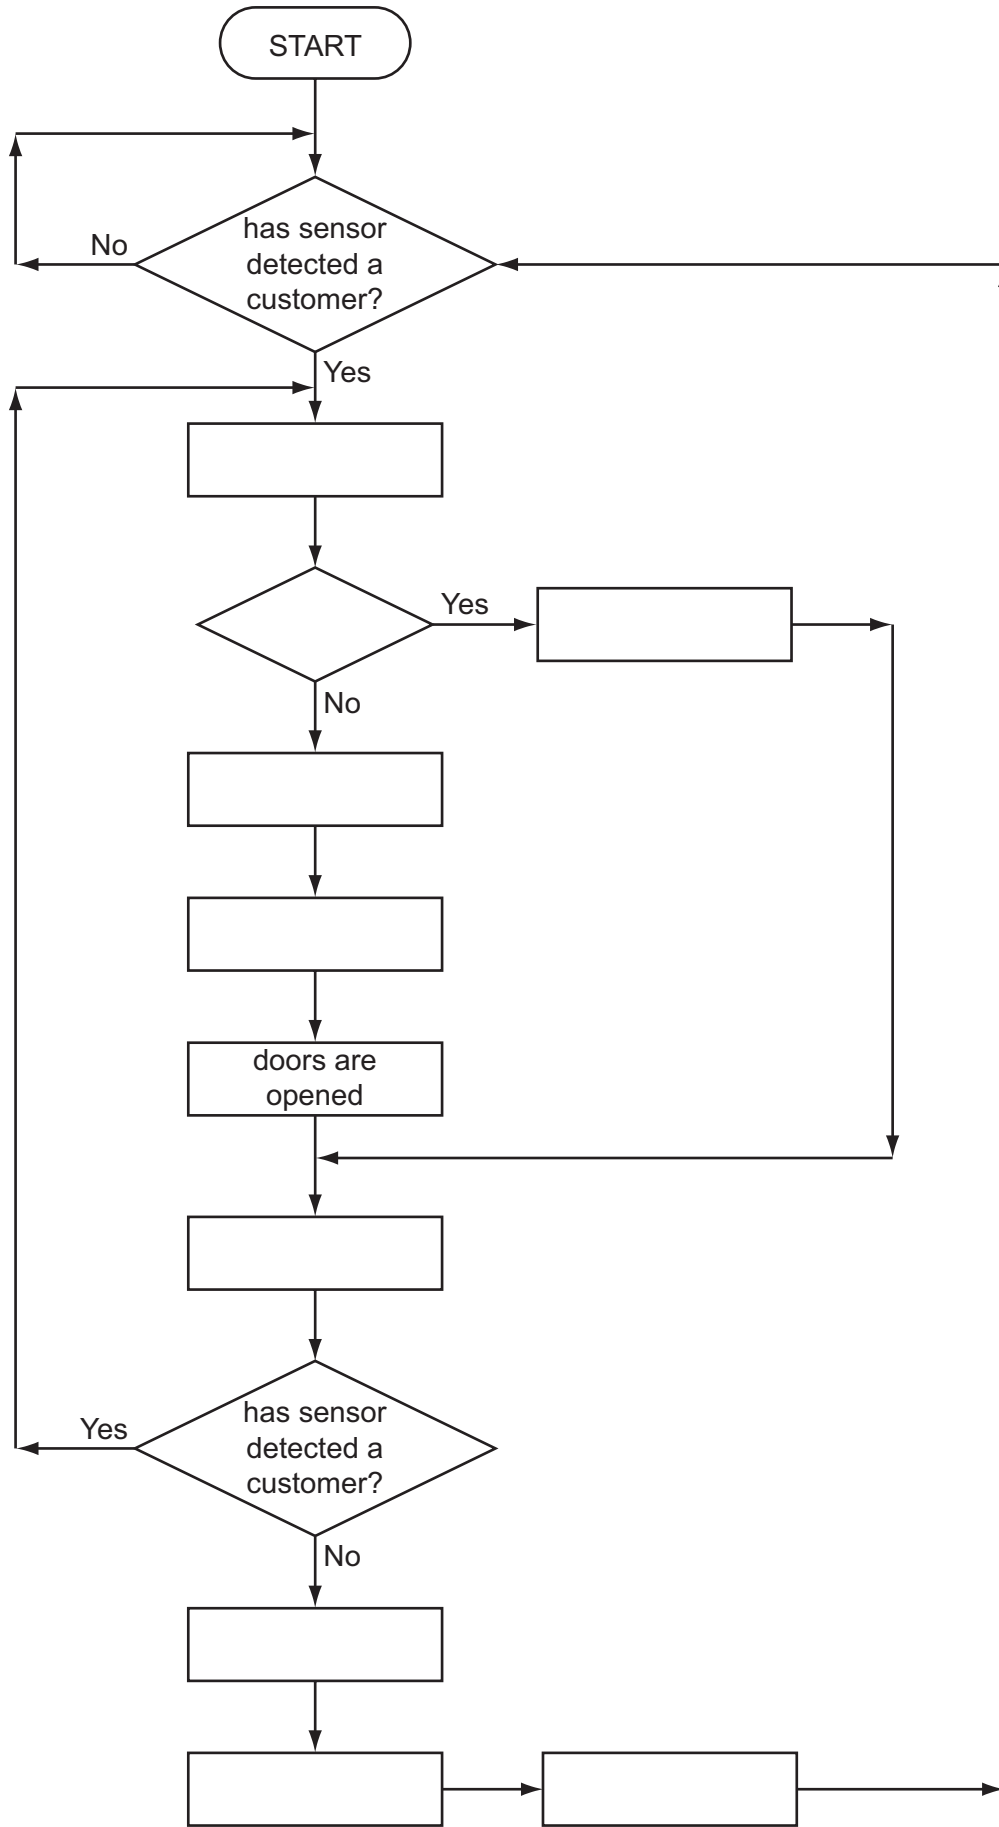 START
No
has sensor
detected a
customer?
Yes
Yes
No
doors are
opened
Yes
has sensor
detected a
customer?
No